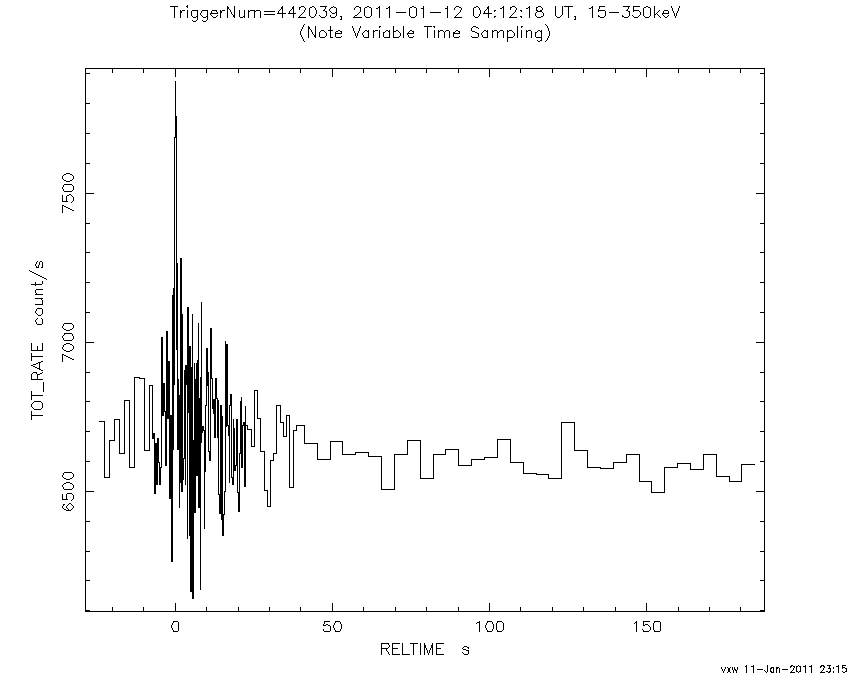 TriggerNum=442039, 2011-01-12 04:12:18 UT, 15-350keV
(Note Variable Time Sampling)
7500
7000
6500
TOT_RATE count/s
0 50 100 150
RELTIME s
vxw 11-Jan-2011 23:15